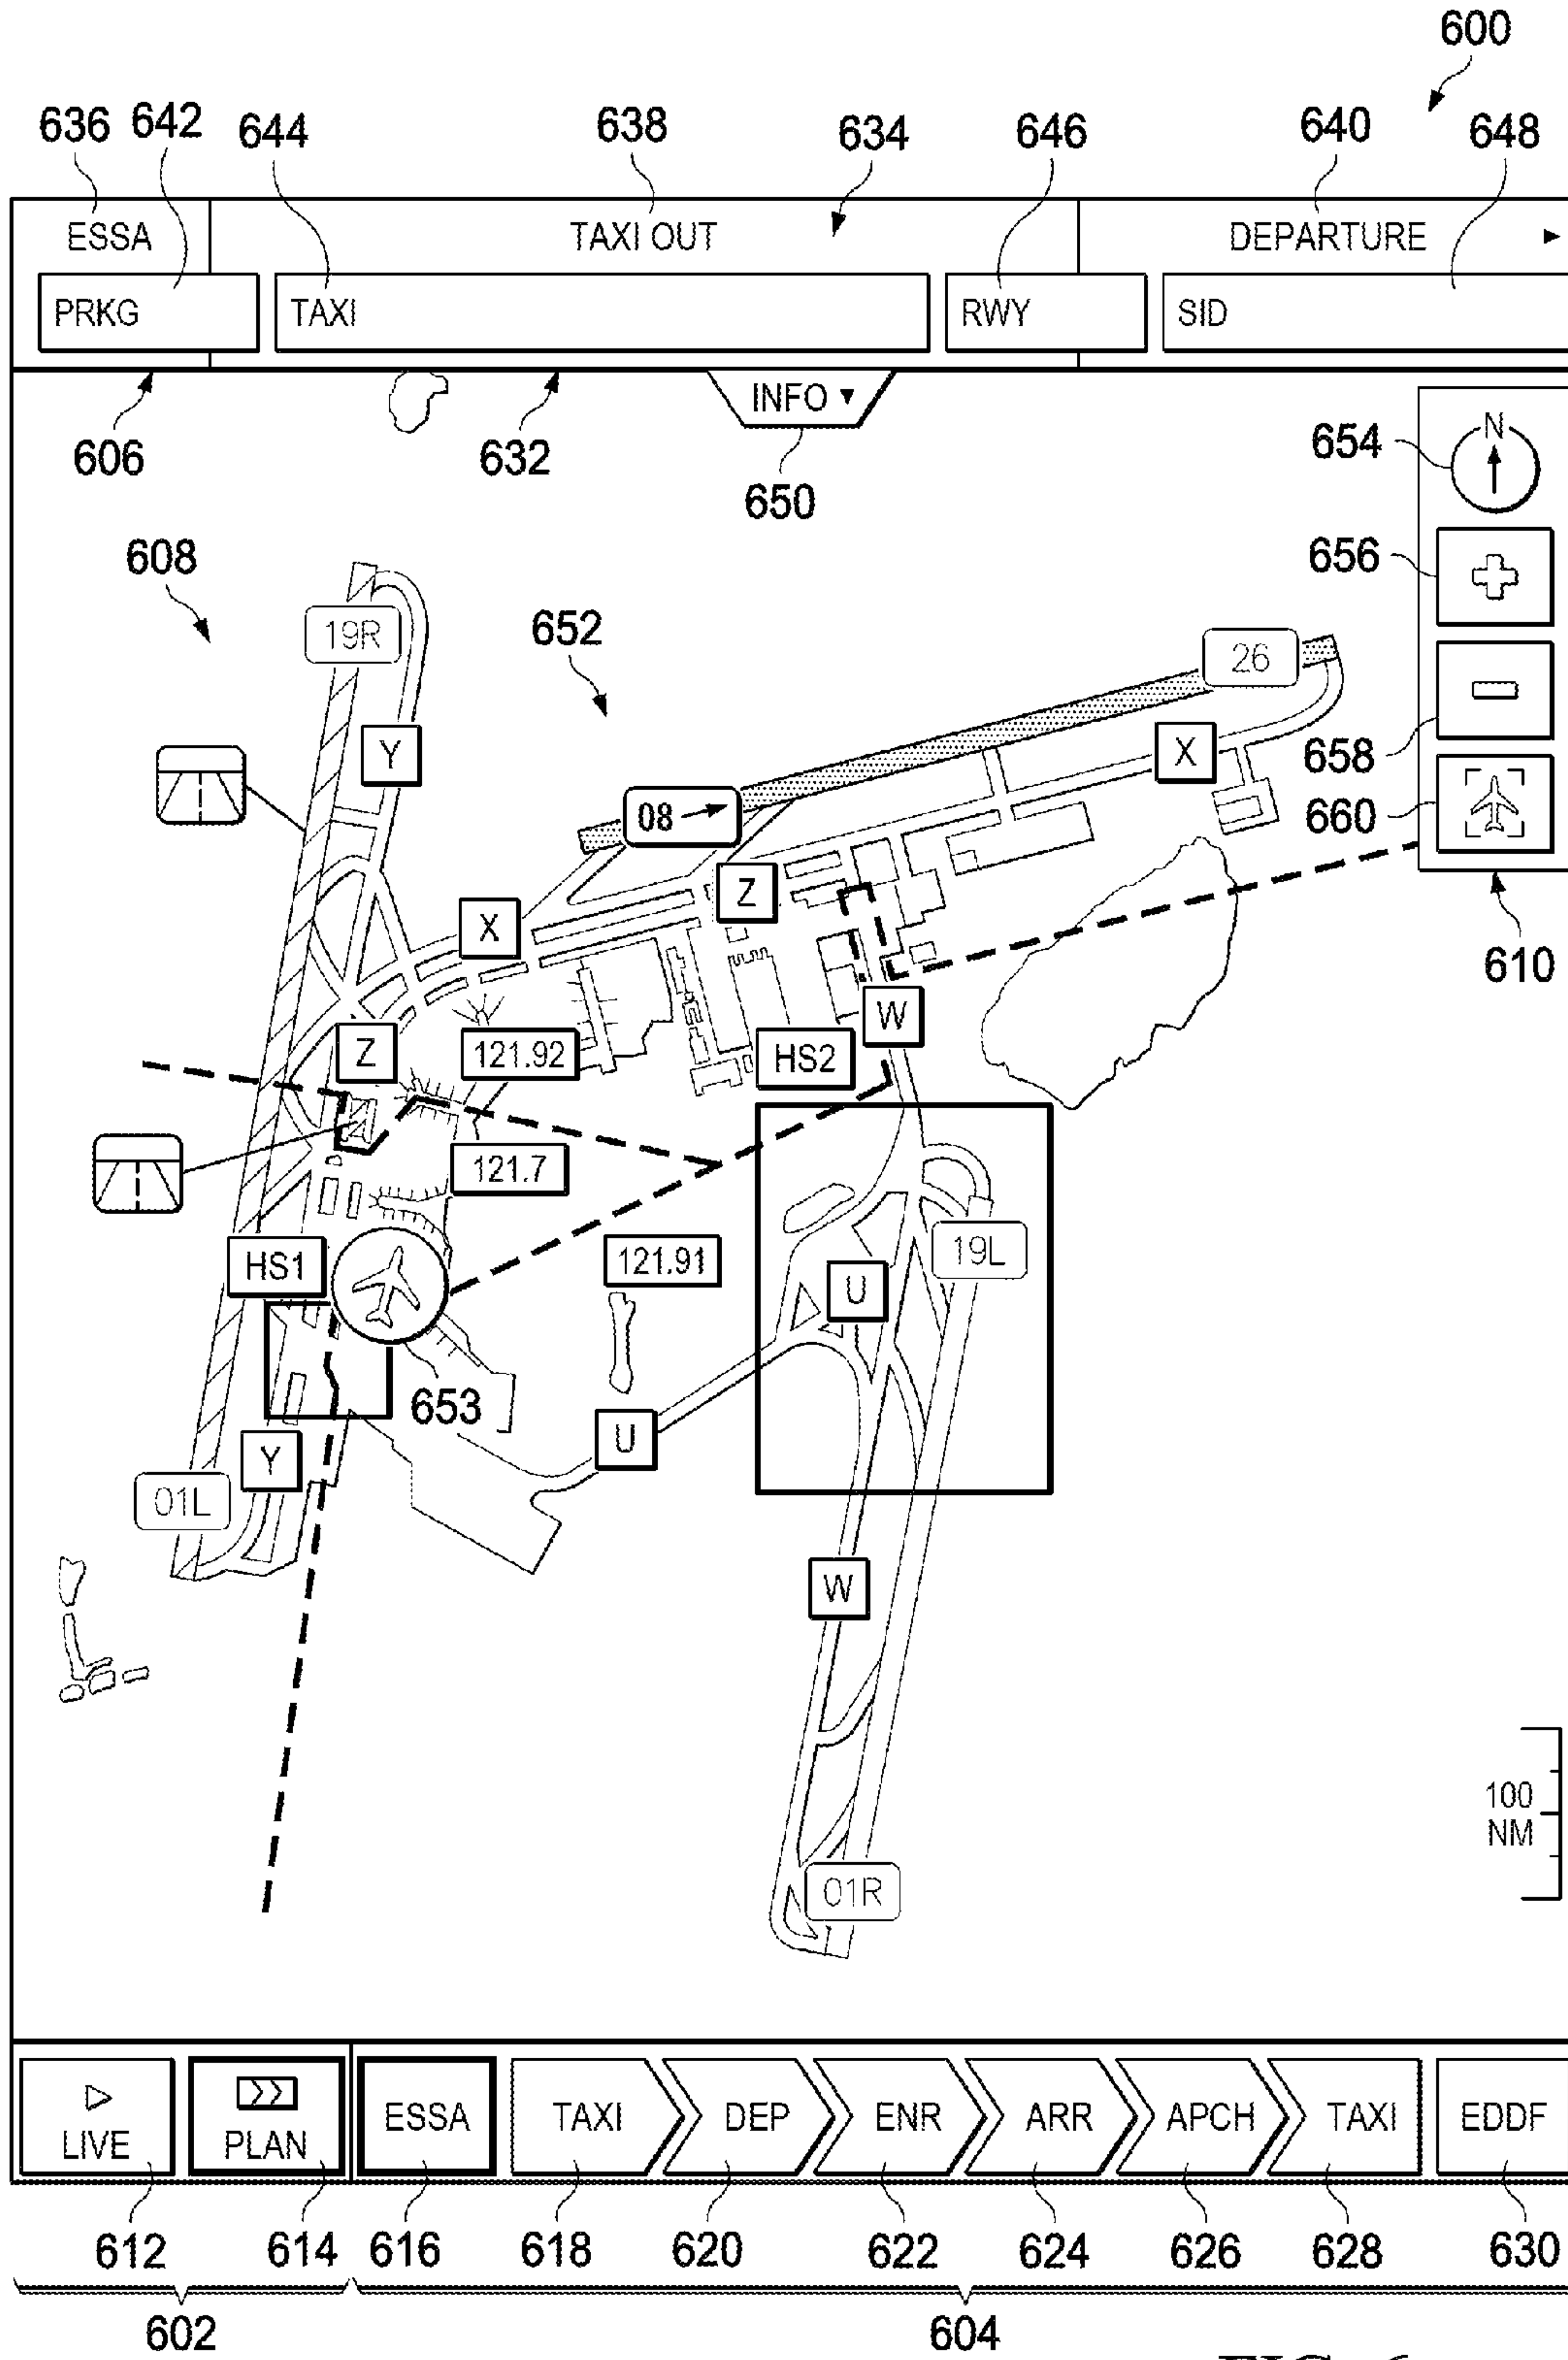 600
636 642 644 638 634 646 640 648
ESSA TAXI OUT DEPARTURE ►
PRKG TAXI RWY SID
INFO ▼
606 632 650
N
654
608 656
19R 652 26
Y X 658
08 → 660
Z
X
610
W
Z 121.92 HS2
121.7
19L
HS1 121.91
U
653
U
Y
01L
W
100
NM
01R
LIVE PLAN ESSA TAXI DEP ENR ARR APCH TAXI EDDF
612 614 616 618 620 622 624 626 628 630
602 604